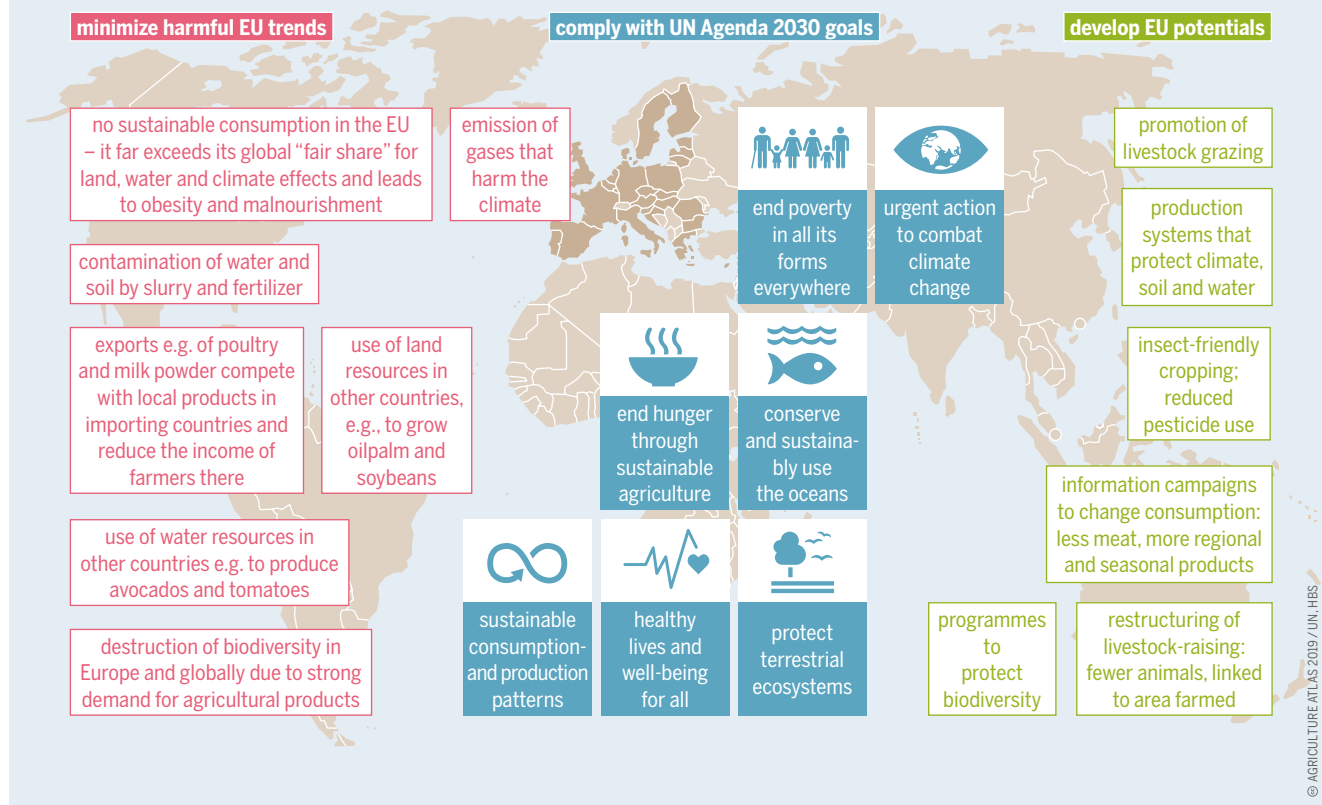 minimize harmful EU trends
comply with UN Agenda 2030 goals
develop EU potentials
no sustainable consumption in the EU
– it far exceeds its global “fair share” for
land, water and climate effects and leads
to obesity and malnourishment
emission of
gases that
harm the
climate
contamination of water and
soil by slurry and fertilizer
exports e.g. of poultry
and milk powder compete
with local products in
importing countries and
reduce the income of
farmers there
use of land
resources in
other countries,
e.g., to grow
oilpalm and
soybeans
use of water resources in
other countries e.g. to produce
avocados and tomatoes
destruction of biodiversity in
Europe and globally due to strong
demand for agricultural products
end poverty
in all its
forms
everywhere
urgent action
to combat
climate
change
end hunger
through
sustainable
agriculture
conserve
and sustaina-
bly use
the oceans
sustainable
consumption-
and production
patterns
healthy
lives and
well-being
for all
protect
terrestrial
ecosystems
promotion of
livestock grazing
production
systems that
protect climate,
soil and water
insect-friendly
cropping;
reduced
pesticide use
information campaigns
to change consumption:
less meat, more regional
and seasonal products
programmes
to
protect
biodiversity
restructuring of
livestock-raising:
fewer animals, linked
to area farmed
AGRICULTURE ATLAS 2019 / UN, HBS